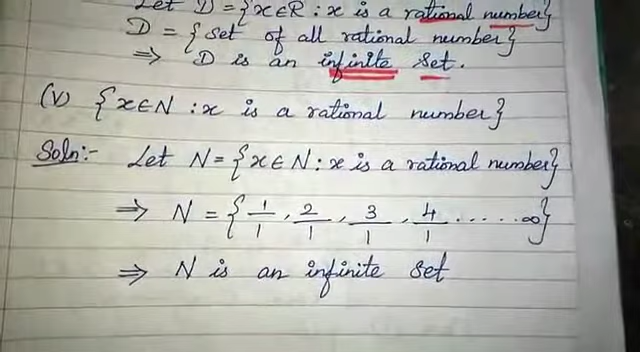 Let D = {x∈R : x is a rational number}
D = {set of all rational number}
⇒ D is an infinite set.
(v) {x∈N : x is a rational number}
Soln:- Let N = {x∈N : x is a rational number}
⇒ N = {1/1, 2/1, 3/1, 4/1 ...... ∞}
⇒ N is an infinite set